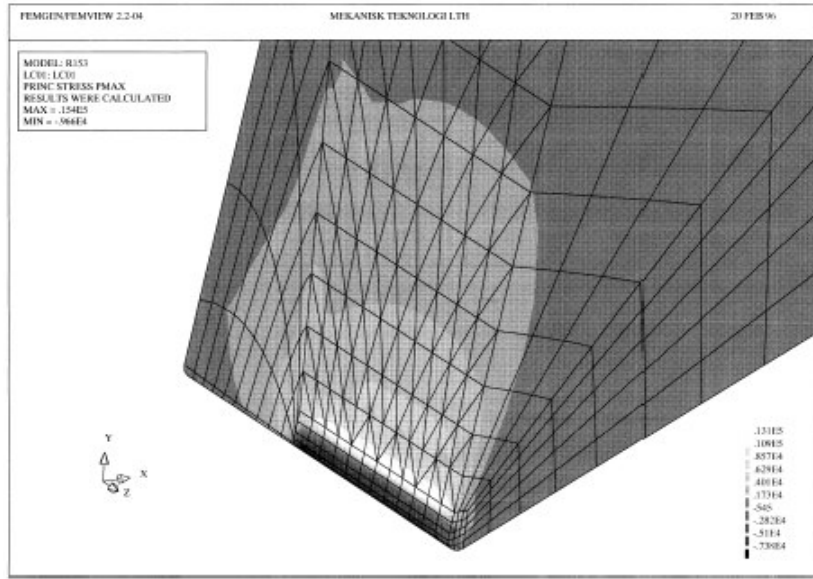 FEMGEN/FEMVIEW 2.2-04 MEKANISK TEKNOLOGI LTH 20 FEB 96
MODEL: R153
LC01: LC01
PRINC STRESS PMAX
RESULTS WERE CALCULATED
MAX = .154E5
MIN = -.966E4
Y
X
Z
.131E5
.109E5
.857E4
.629E4
.401E4
.173E4
-545
-.282E4
-.51E4
-.738E4